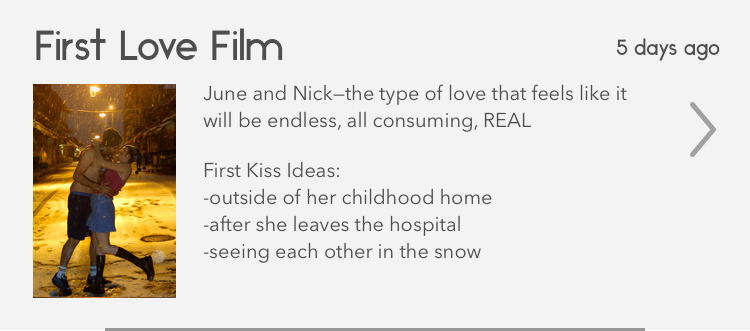 First Love Film
5 days ago
June and Nick—the type of love that feels like it
will be endless, all consuming, REAL
First Kiss Ideas:
-outside of her childhood home
-after she leaves the hospital
-seeing each other in the snow